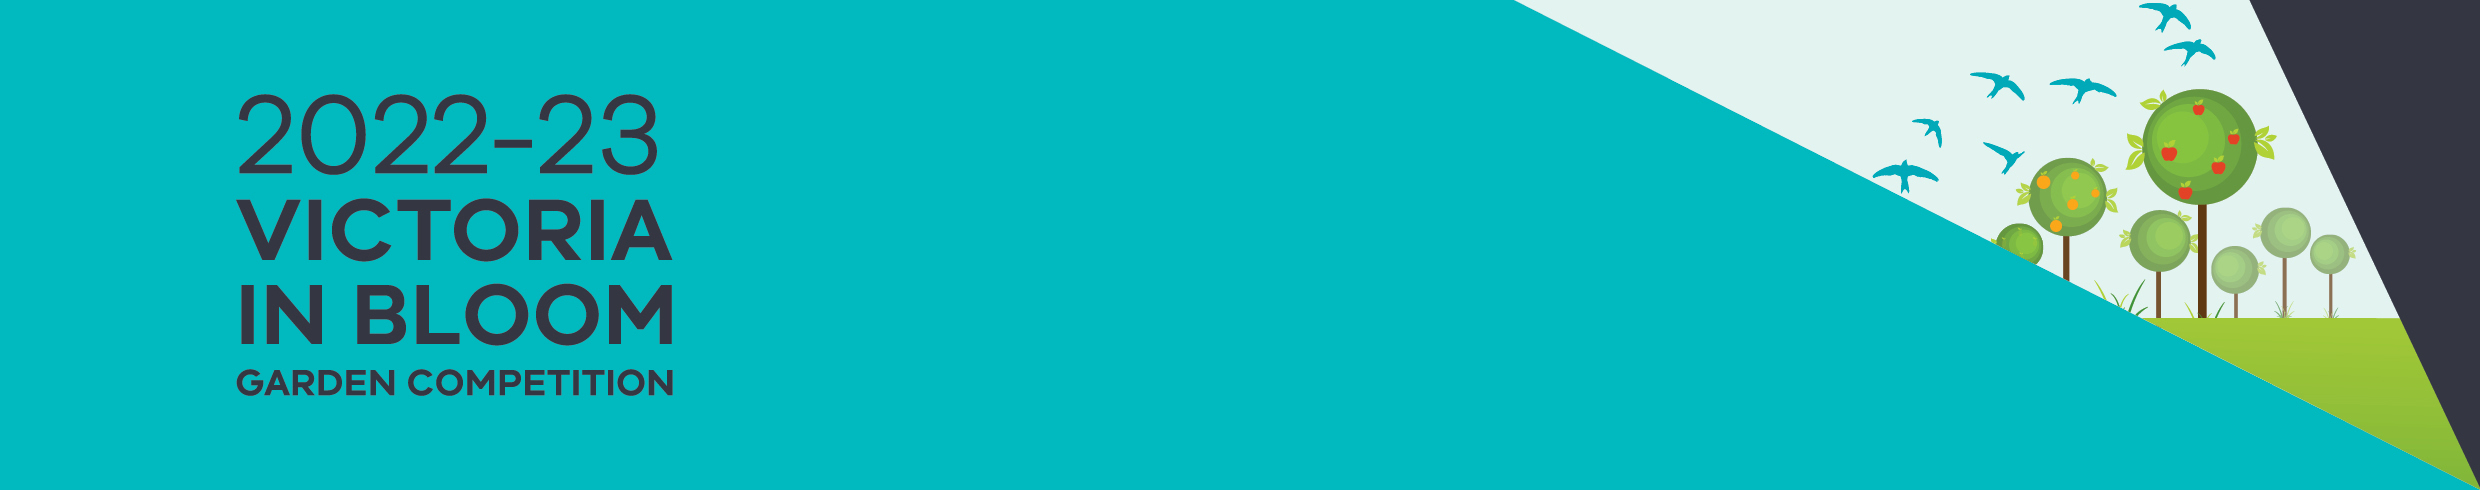 2022-23
VICTORIA
IN BLOOM
GARDEN COMPETITION